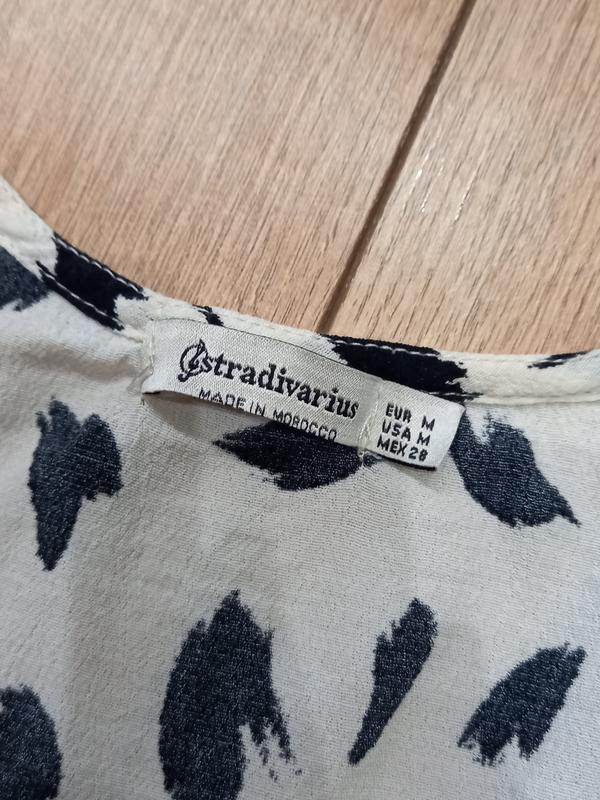 stradivarius
MADE IN MOROCCO
EUR M
USA M
MEX 28